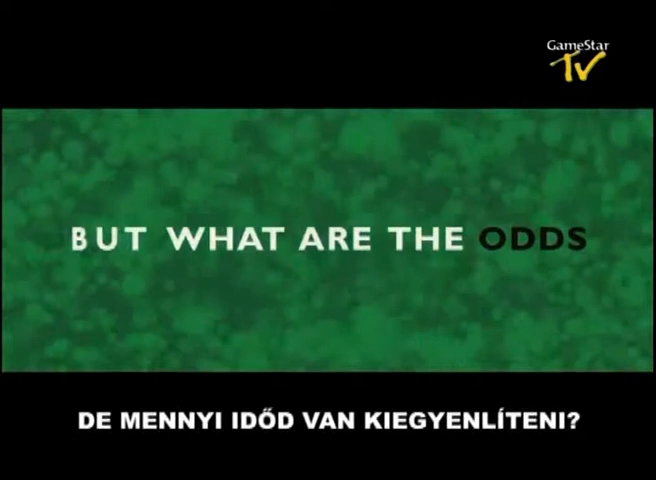 GameStar
TV
BUT WHAT ARE THE ODDS
DE MENNYI IDŐD VAN KIEGYENLÍTENI?